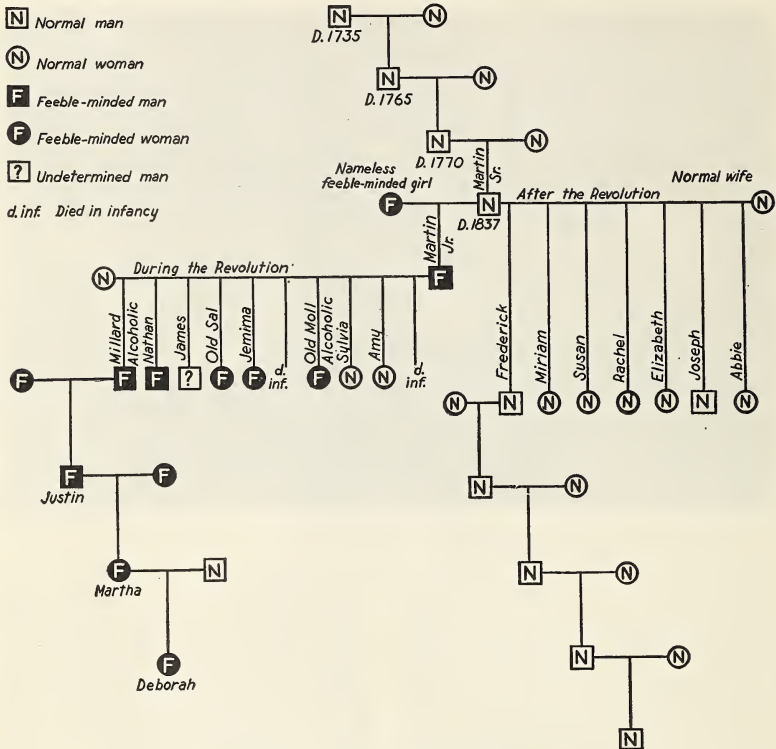 N Normal man
N Normal woman
F Feeble-minded man
F Feeble-minded woman
? Undetermined man
d. inf. Died in infancy
N N
D. 1735
N N
D. 1765
N N
D. 1770
Martin Sr.
Nameless
feeble-minded girl
After the Revolution
Normal wife
F N N
D. 1837
Martin Jr.
During the Revolution
N F
Millard
Alcoholic
Nathan
James
Old Sal
Jemima
d. inf.
Old Moll
Alcoholic
Sylvia
Amy
d. inf.
Frederick
Miriam
Susan
Rachel
Elizabeth
Joseph
Abbie
F F F ? F F F N N
N N N N N N N N
F F
Justin
N N
F N
Martha
N N
F
Deborah
N N
N